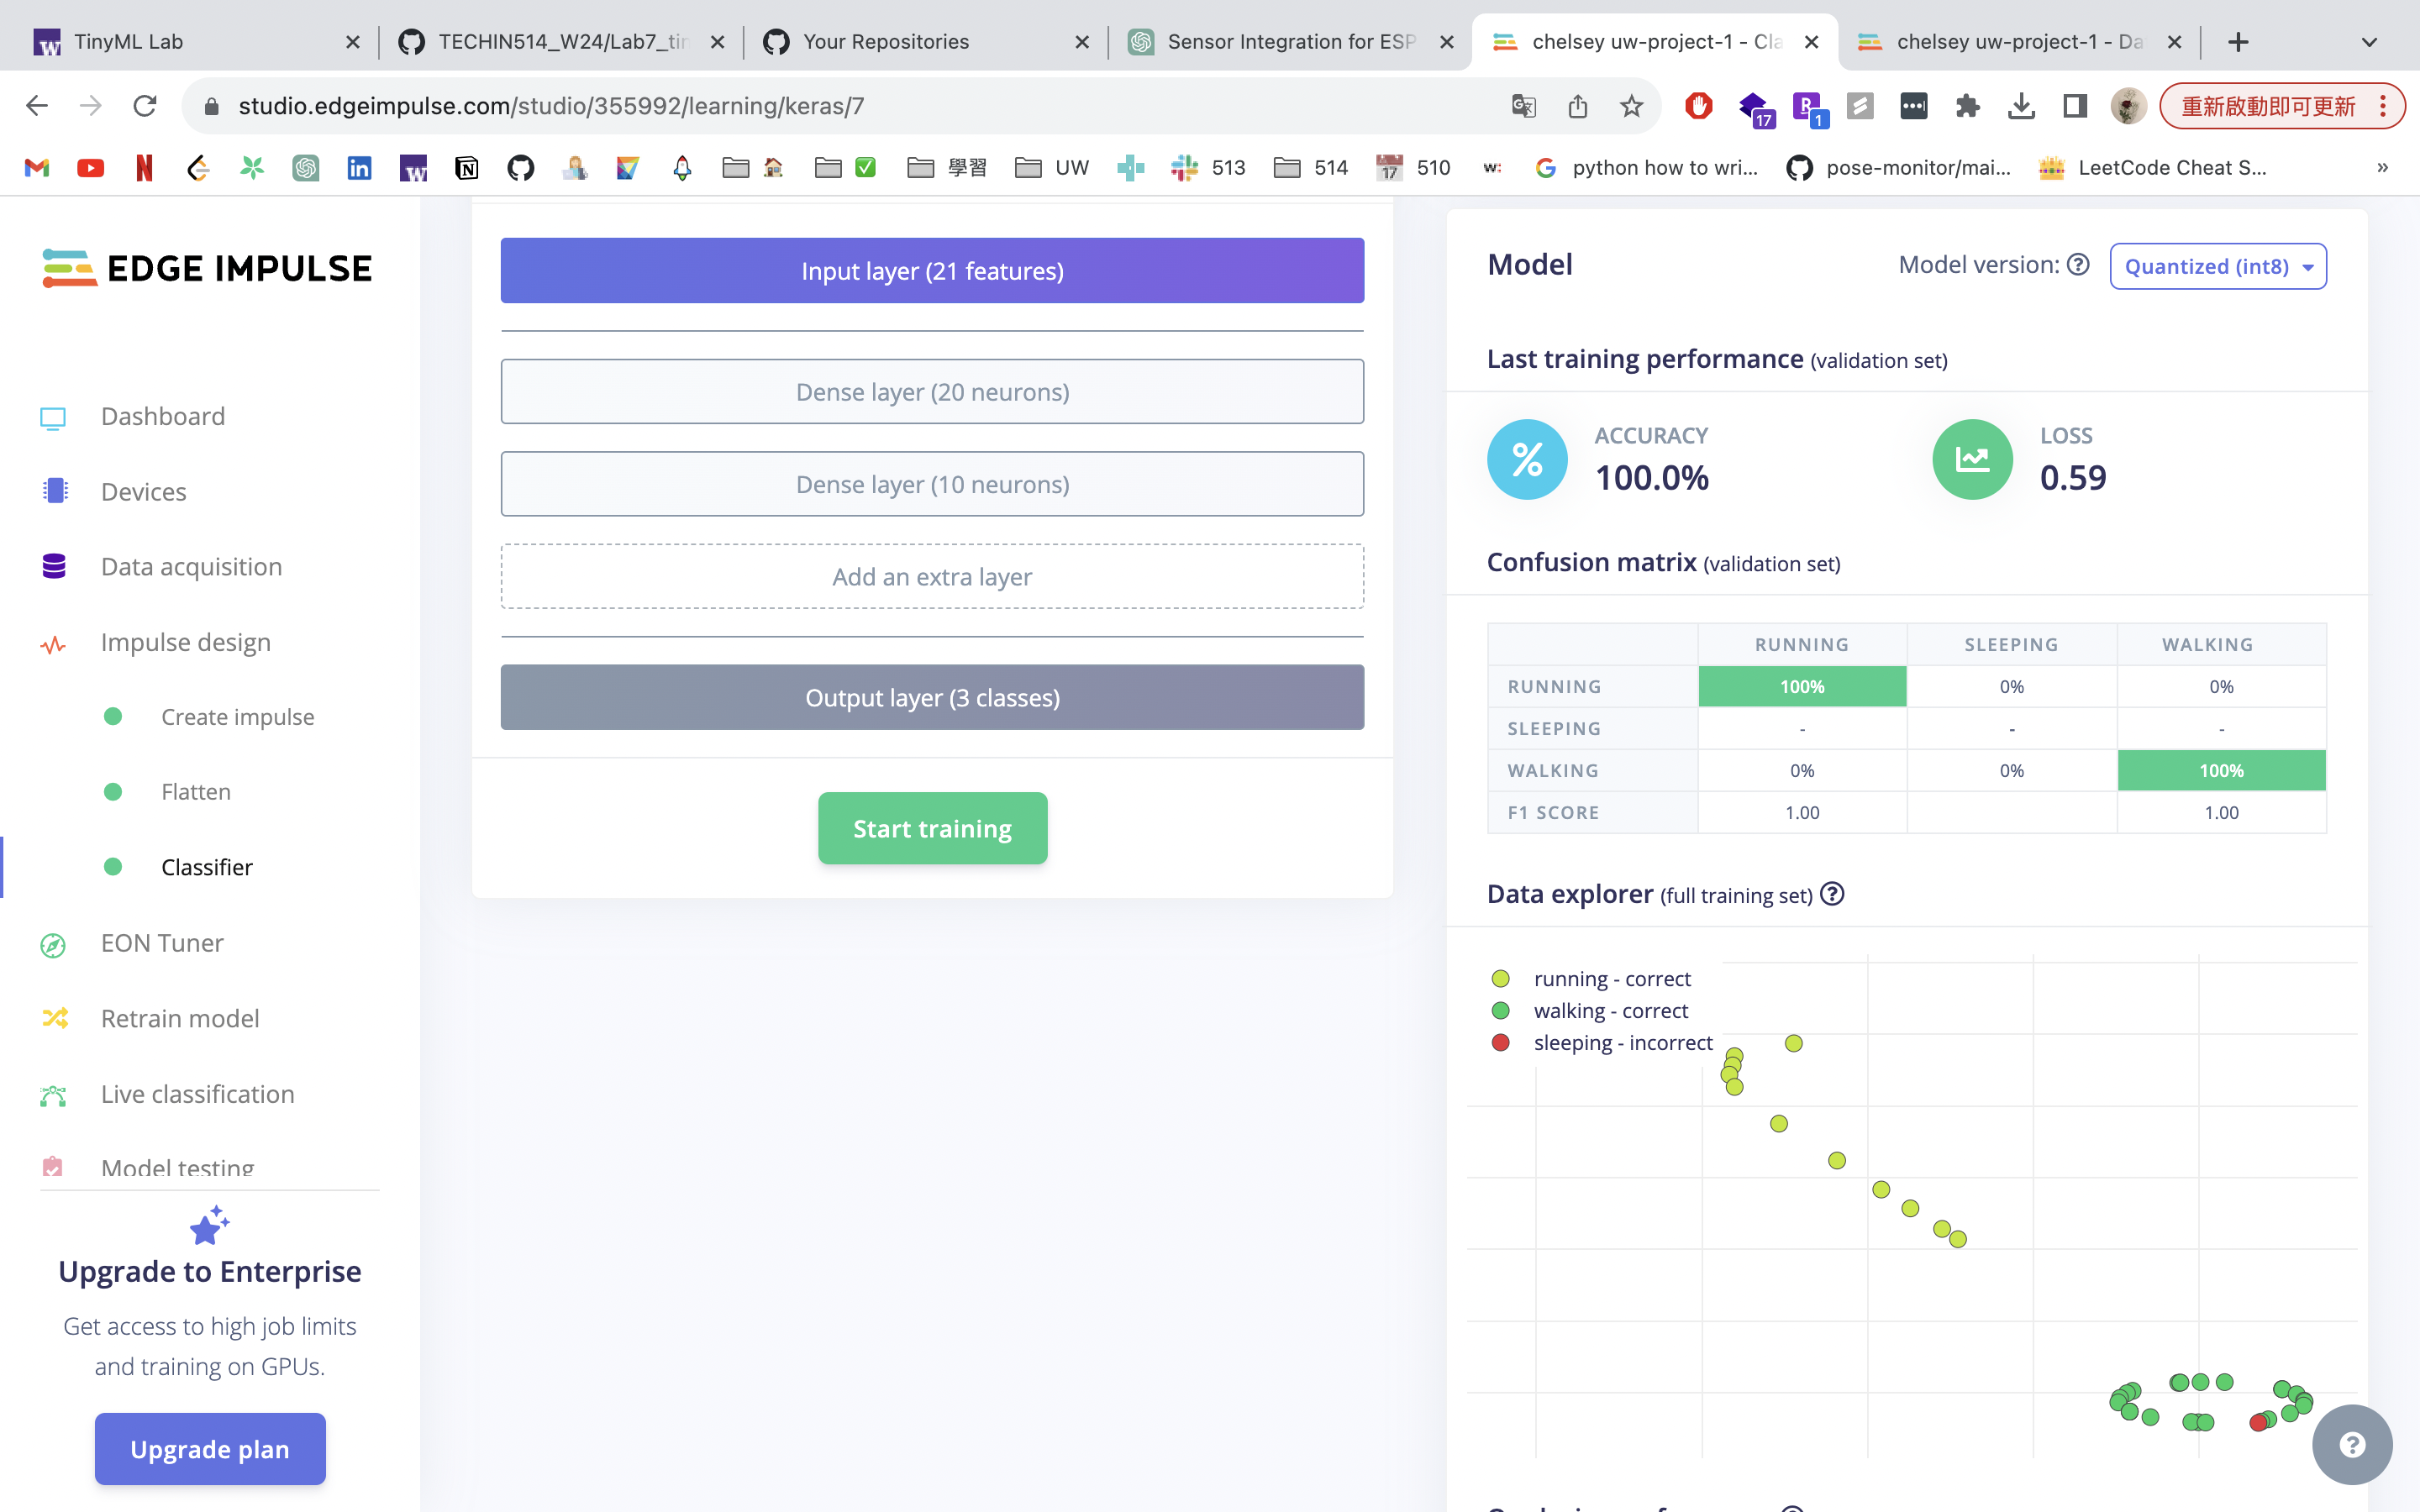 TinyML Lab
TECHIN514_W24/Lab7_tin
Your Repositories
Sensor Integration for ESP
chelsey uw-project-1 - Cla
chelsey uw-project-1 - Da
studio.edgeimpulse.com/studio/355992/learning/keras/7
17
1
重新啟動即可更新
學習
UW
513
514
17
510
python how to wri...
pose-monitor/mai...
LeetCode Cheat S...
»
EDGE IMPULSE
Dashboard
Devices
Data acquisition
Impulse design
Create impulse
Flatten
Classifier
EON Tuner
Retrain model
Live classification
Model testing
Upgrade to Enterprise
Get access to high job limits
and training on GPUs.
Upgrade plan
Input layer (21 features)
Dense layer (20 neurons)
Dense layer (10 neurons)
Add an extra layer
Output layer (3 classes)
Start training
Model
Model version: ?
Quantized (int8)
Last training performance (validation set)
%
ACCURACY
100.0%
LOSS
0.59
Confusion matrix (validation set)
RUNNING SLEEPING WALKING
RUNNING 100% 0% 0%
SLEEPING - - -
WALKING 0% 0% 100%
F1 SCORE 1.00 1.00
Data explorer (full training set) ?
running - correct
walking - correct
sleeping - incorrect
?